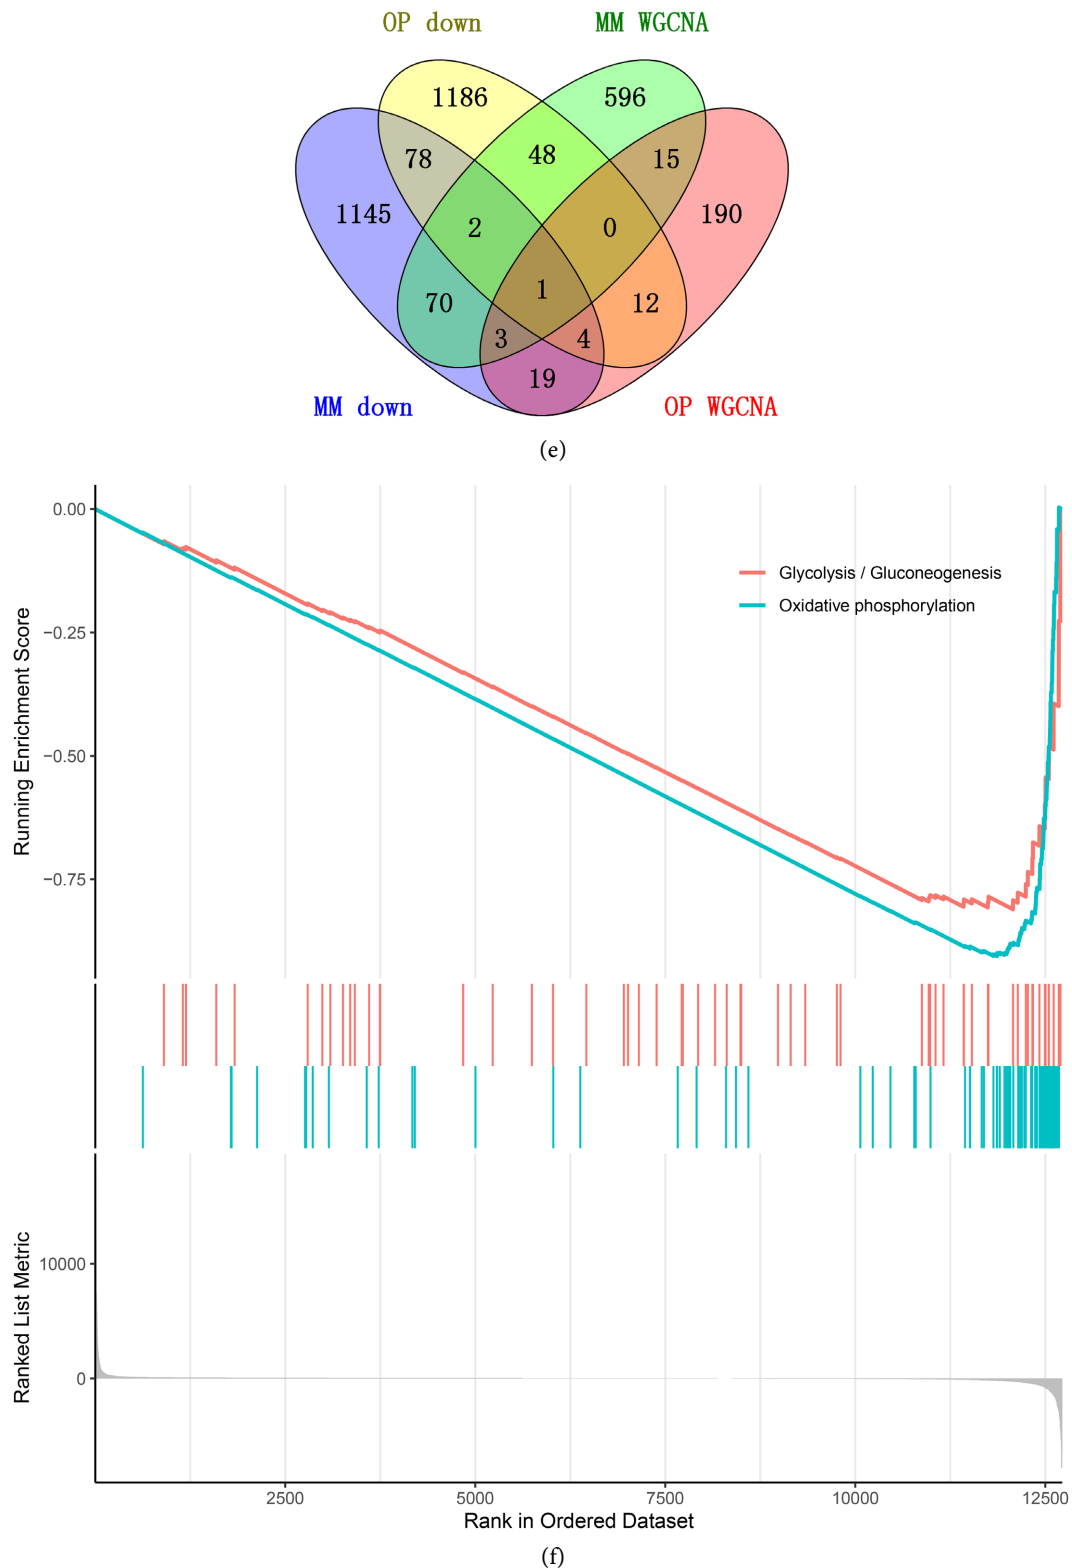 OP down MM WGCNA
1186 596
78 48 15
1145 2 0 190
70 1 12
3 4
19
MM down OP WGCNA
(e)
0.00
−0.25
−0.50
−0.75
Running Enrichment Score
Glycolysis / Gluconeogenesis
Oxidative phosphorylation
10000
0
Ranked List Metric
2500 5000 7500 10000 12500
Rank in Ordered Dataset
(f)